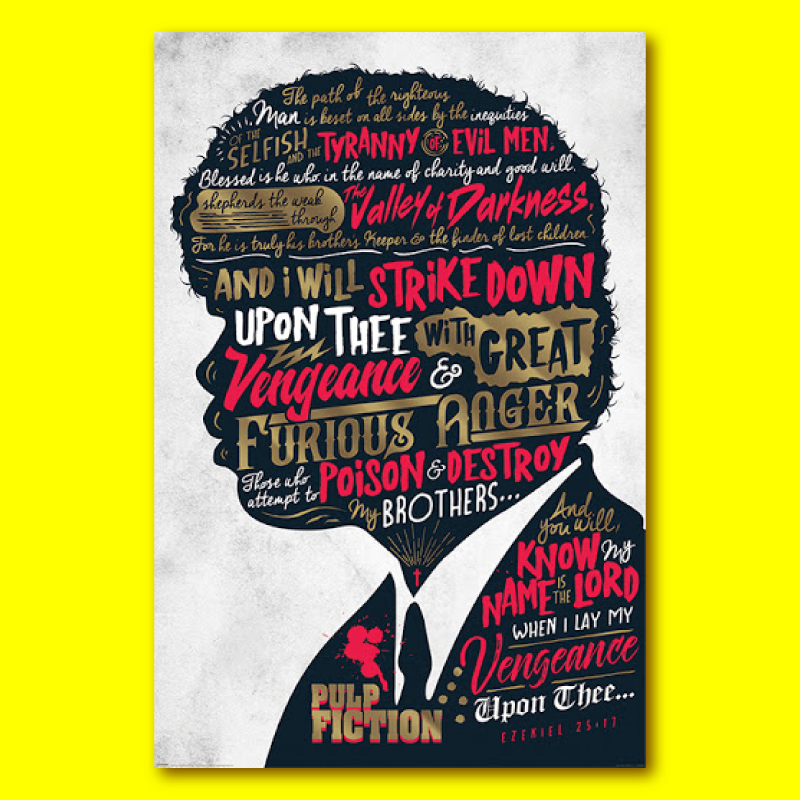 The path of the righteous
Man is beset on all sides by the inequities
OF THE SELFISH AND THE TYRANNY OF EVIL MEN.
Blessed is he who, in the name of charity and good will,
shepherds the weak through The Valley of Darkness,
For he is truly his brother's Keeper & the finder of lost children.
AND i WiLL STRiKE DOWN
UPON THEE WiTH GREAT
Vengeance &
FURIOUS ANGER
Those who attempt to POiSON & DESTROY
My BROTHERS...
And you will,
KNOW My
NAME IS THE LORD
WHEN I LAY MY
Vengeance
Upon Thee...
EZEKIEL 25:17
PULP
FICTION